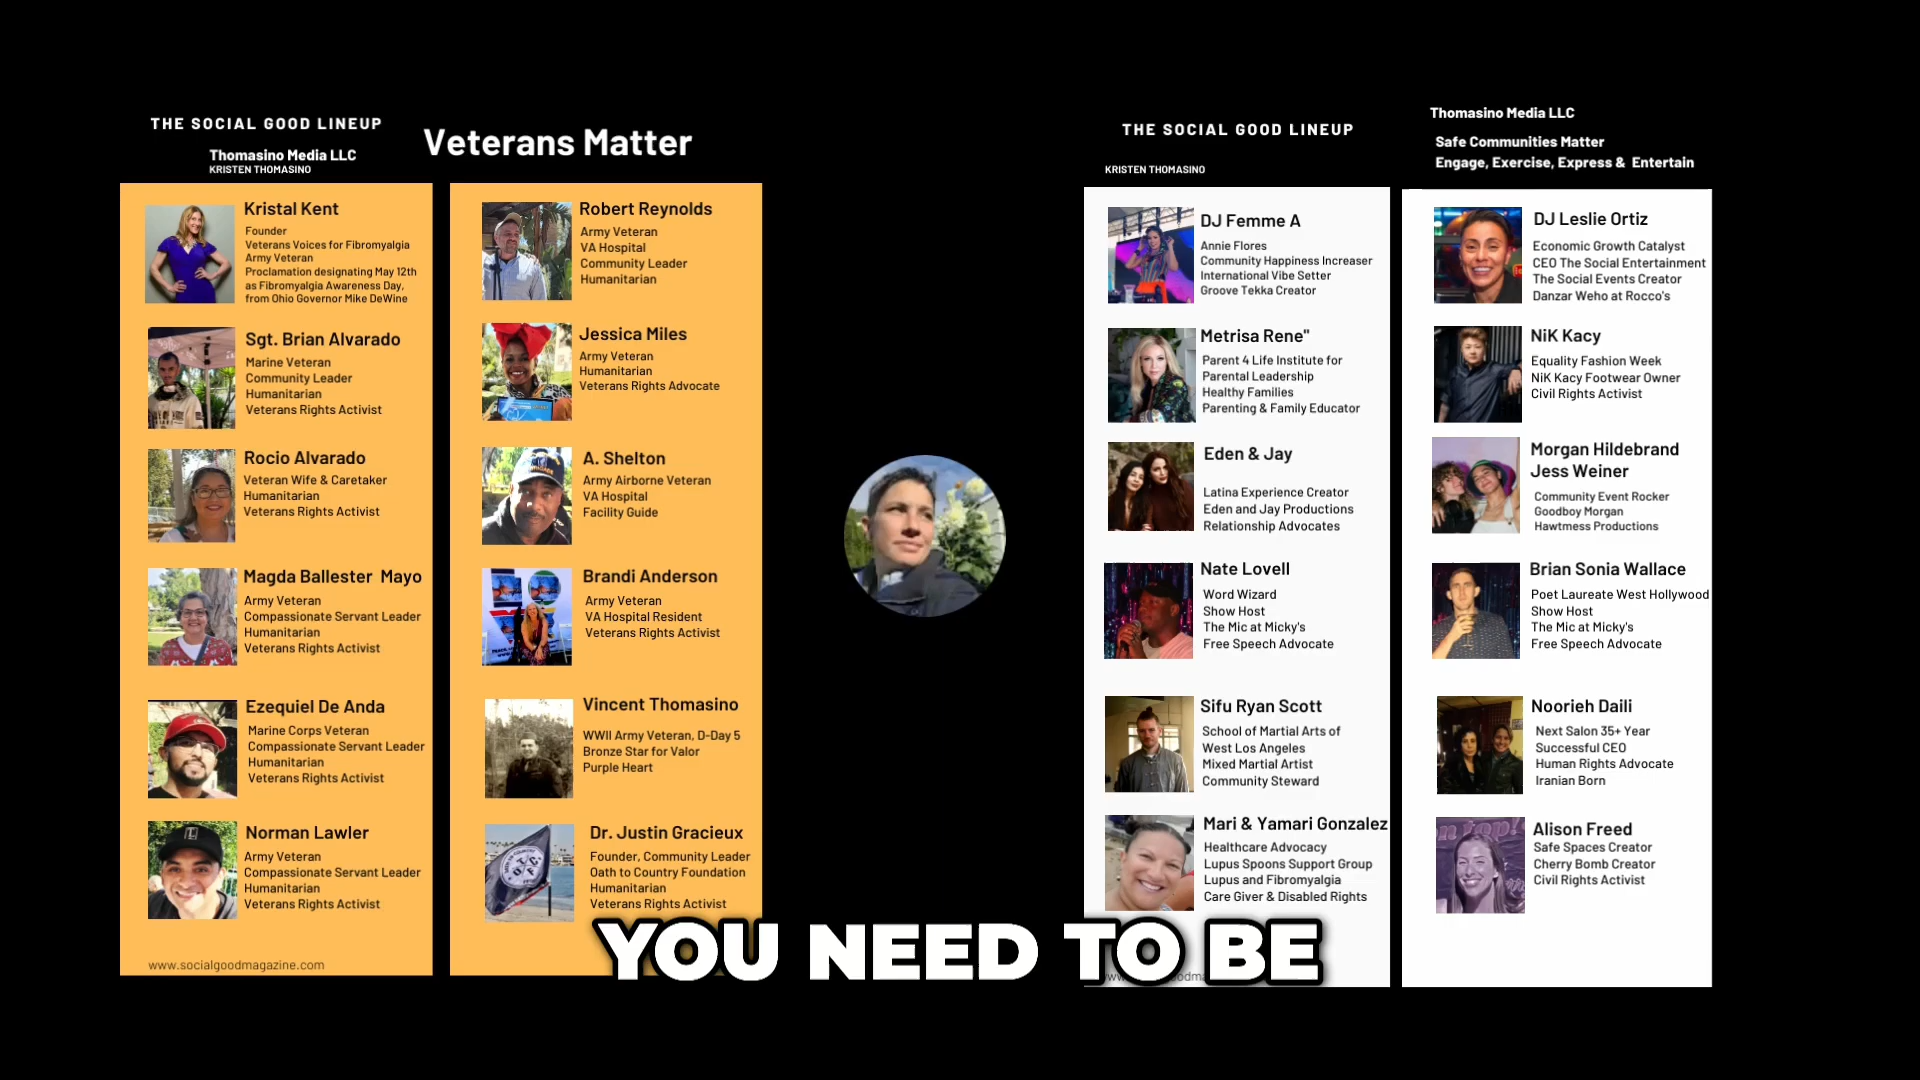 THE SOCIAL GOOD LINEUP
Thomasino Media LLC
KRISTEN THOMASINO
Veterans Matter
Kristal Kent
Founder
Veterans Voices for Fibromyalgia
Army Veteran
Proclamation designating May 12th
as Fibromyalgia Awareness Day,
from Ohio Governor Mike DeWine
Sgt. Brian Alvarado
Marine Veteran
Community Leader
Humanitarian
Veterans Rights Activist
Rocio Alvarado
Veteran Wife & Caretaker
Humanitarian
Veterans Rights Activist
Magda Ballester Mayo
Army Veteran
Compassionate Servant Leader
Humanitarian
Veterans Rights Activist
Ezequiel De Anda
Marine Corps Veteran
Compassionate Servant Leader
Humanitarian
Veterans Rights Activist
Norman Lawler
Army Veteran
Compassionate Servant Leader
Humanitarian
Veterans Rights Activist
www.socialgoodmagazine.com
Robert Reynolds
Army Veteran
VA Hospital
Community Leader
Humanitarian
Jessica Miles
Army Veteran
Humanitarian
Veterans Rights Advocate
A. Shelton
Army Airborne Veteran
VA Hospital
Facility Guide
Brandi Anderson
Army Veteran
VA Hospital Resident
Veterans Rights Activist
Vincent Thomasino
WWII Army Veteran, D-Day 5
Bronze Star for Valor
Purple Heart
Dr. Justin Gracieux
Founder, Community Leader
Oath to Country Foundation
Humanitarian
Veterans Rights Activist
THE SOCIAL GOOD LINEUP
KRISTEN THOMASINO
DJ Femme A
Annie Flores
Community Happiness Increaser
International Vibe Setter
Groove Tekka Creator
Metrisa Rene"
Parent 4 Life Institute for
Parental Leadership
Healthy Families
Parenting & Family Educator
Eden & Jay
Latina Experience Creator
Eden and Jay Productions
Relationship Advocates
Nate Lovell
Word Wizard
Show Host
The Mic at Micky's
Free Speech Advocate
Sifu Ryan Scott
School of Martial Arts of
West Los Angeles
Mixed Martial Artist
Community Steward
Mari & Yamari Gonzalez
Healthcare Advocacy
Lupus Spoons Support Group
Lupus and Fibromyalgia
Care Giver & Disabled Rights
Thomasino Media LLC
Safe Communities Matter
Engage, Exercise, Express & Entertain
DJ Leslie Ortiz
Economic Growth Catalyst
CEO The Social Entertainment
The Social Events Creator
Danzar Weho at Rocco's
NiK Kacy
Equality Fashion Week
NiK Kacy Footwear Owner
Civil Rights Activist
Morgan Hildebrand
Jess Weiner
Community Event Rocker
Goodboy Morgan
Hawtmess Productions
Brian Sonia Wallace
Poet Laureate West Hollywood
Show Host
The Mic at Micky's
Free Speech Advocate
Noorieh Daili
Next Salon 35+ Year
Successful CEO
Human Rights Advocate
Iranian Born
Alison Freed
Safe Spaces Creator
Cherry Bomb Creator
Civil Rights Activist
YOU NEED TO BE